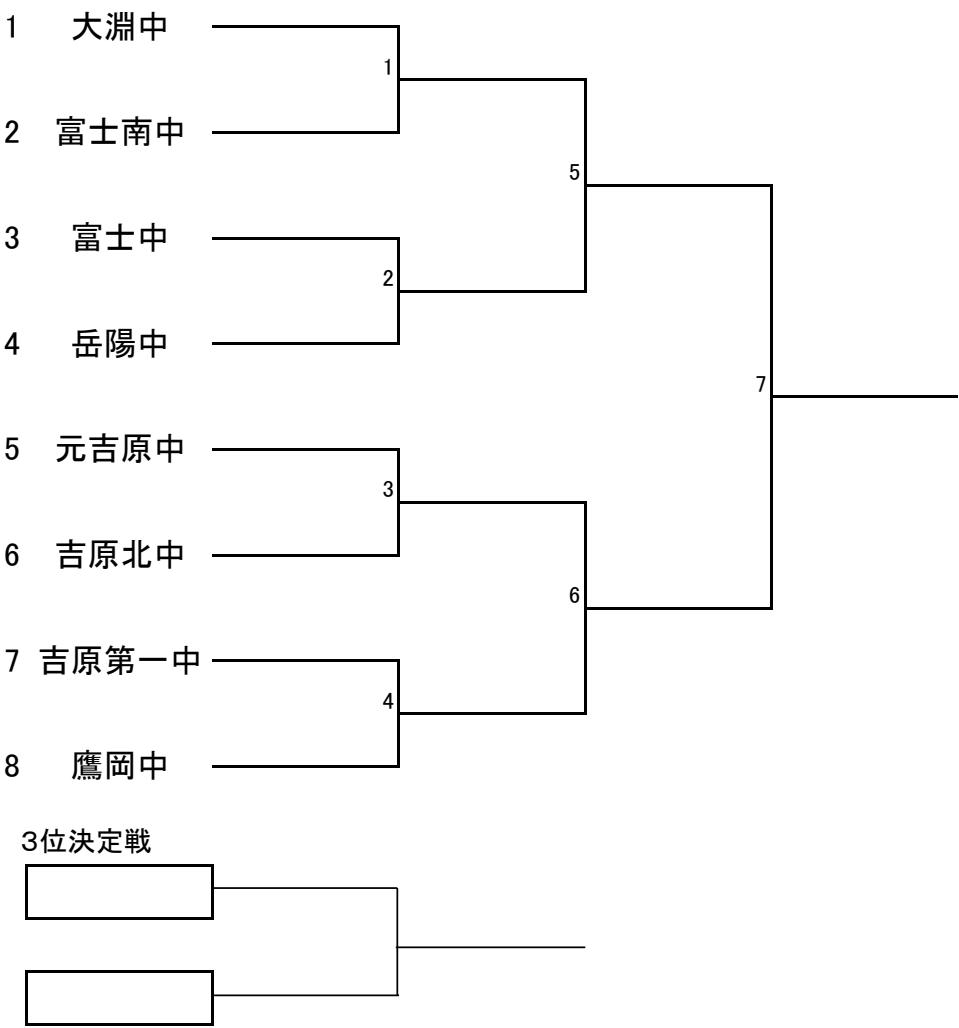 1 大淵中
1
2 富士南中
5
3 富士中
2
4 岳陽中
7
5 元吉原中
3
6 吉原北中
6
7 吉原第一中
4
8 鷹岡中
３位決定戦